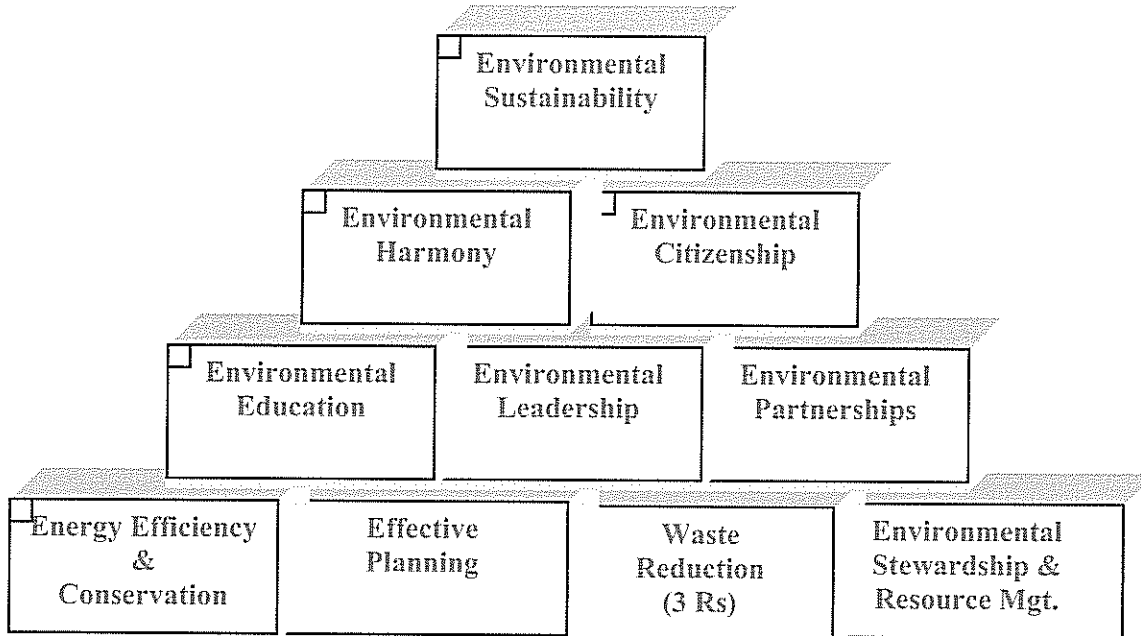 Environmental
Sustainability
Environmental
Harmony
Environmental
Citizenship
Environmental
Education
Environmental
Leadership
Environmental
Partnerships
Energy Efficiency
&
Conservation
Effective
Planning
Waste
Reduction
(3 Rs)
Environmental
Stewardship &
Resource Mgt.